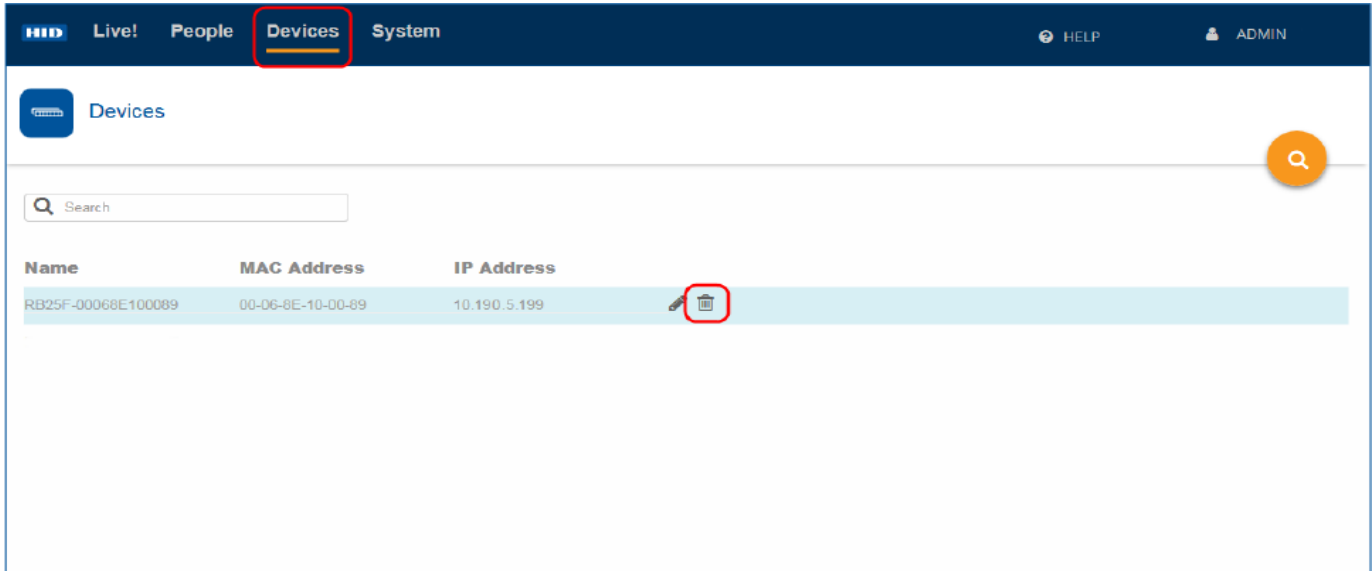 HID Live! People Devices System HELP ADMIN
Devices
Search
Name MAC Address IP Address
RB25F-00068E100089 00-06-8E-10-00-89 10.190.5.199